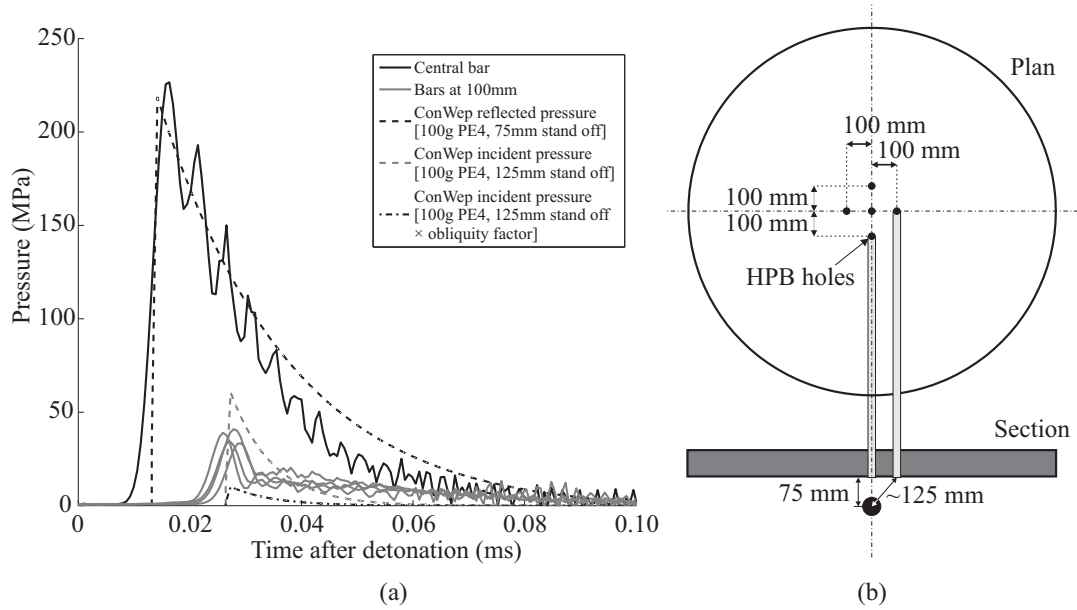 250
200
150
100
50
0
Pressure (MPa)
0
0.02
0.04
0.06
0.08
0.10
Time after detonation (ms)
Central bar
Bars at 100mm
ConWep reflected pressure
[100g PE4, 75mm stand off]
ConWep incident pressure
[100g PE4, 125mm stand off]
ConWep incident pressure
[100g PE4, 125mm stand off
× obliquity factor]
(a)
Plan
100 mm
100 mm
100 mm
100 mm
HPB holes
Section
75 mm
~125 mm
(b)